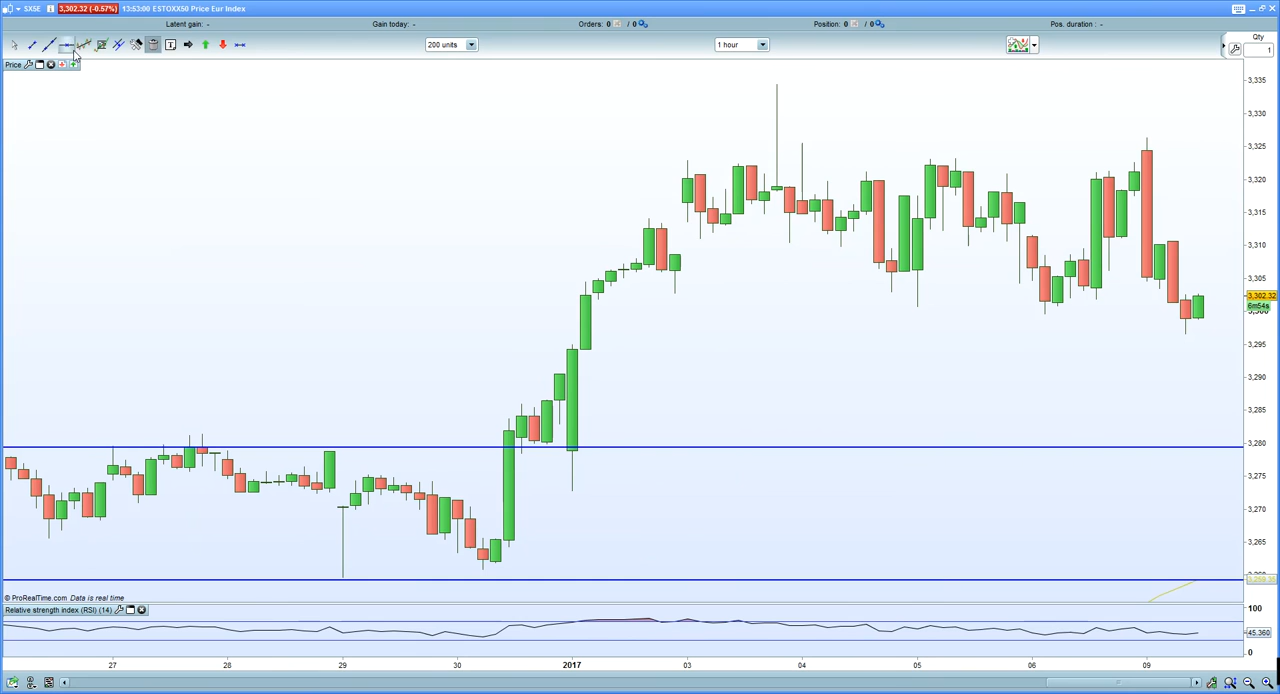 SX5E 3,302.32 (-0.57%) 13:53:00 ESTOXX50 Price Eur Index
Latent gain: - Gain today: - Orders: 0 / 0 Position: 0 / 0 Pos. duration : -
200 units 1 hour Qty
1
Price
3,335
3,330
3,325
3,320
3,315
3,310
3,305
3,302.32
6m54s
3,300
3,295
3,290
3,285
3,280
3,275
3,270
3,265
© ProRealTime.com Data is real time
Relative strength index (RSI) (14)
100
45.360
0
27 28 29 30 2017 03 04 05 06 09